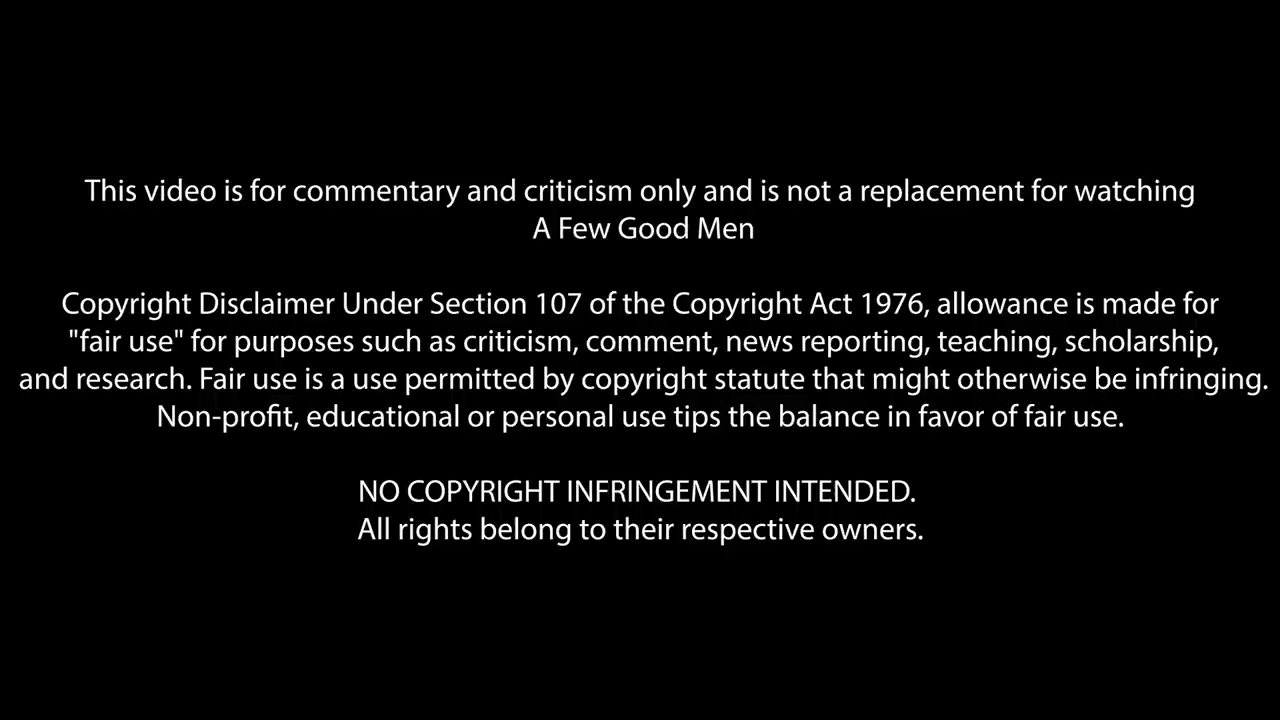 This video is for commentary and criticism only and is not a replacement for watching
A Few Good Men
Copyright Disclaimer Under Section 107 of the Copyright Act 1976, allowance is made for
"fair use" for purposes such as criticism, comment, news reporting, teaching, scholarship,
and research. Fair use is a use permitted by copyright statute that might otherwise be infringing.
Non-profit, educational or personal use tips the balance in favor of fair use.
NO COPYRIGHT INFRINGEMENT INTENDED.
All rights belong to their respective owners.